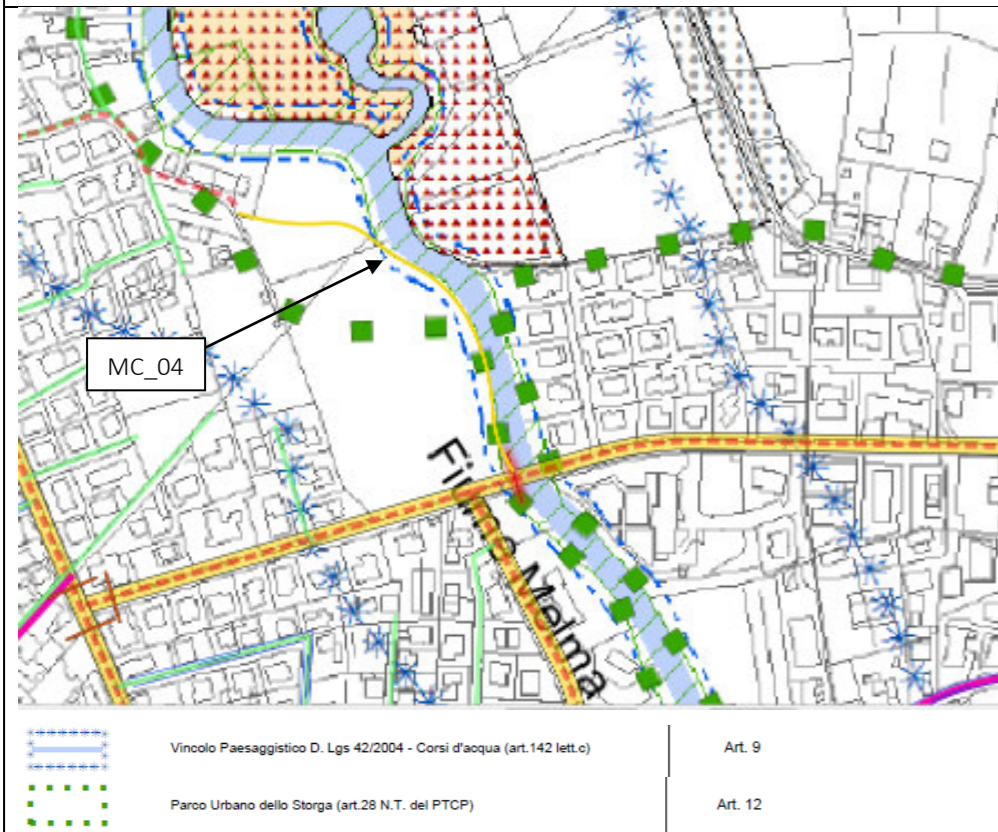 MC_04
Fiume Melma
Vincolo Paesaggistico D. Lgs 42/2004 - Corsi d'acqua (art.142 lett.c) Art. 9
Parco Urbano dello Storga (art.28 N.T. del PTCP) Art. 12